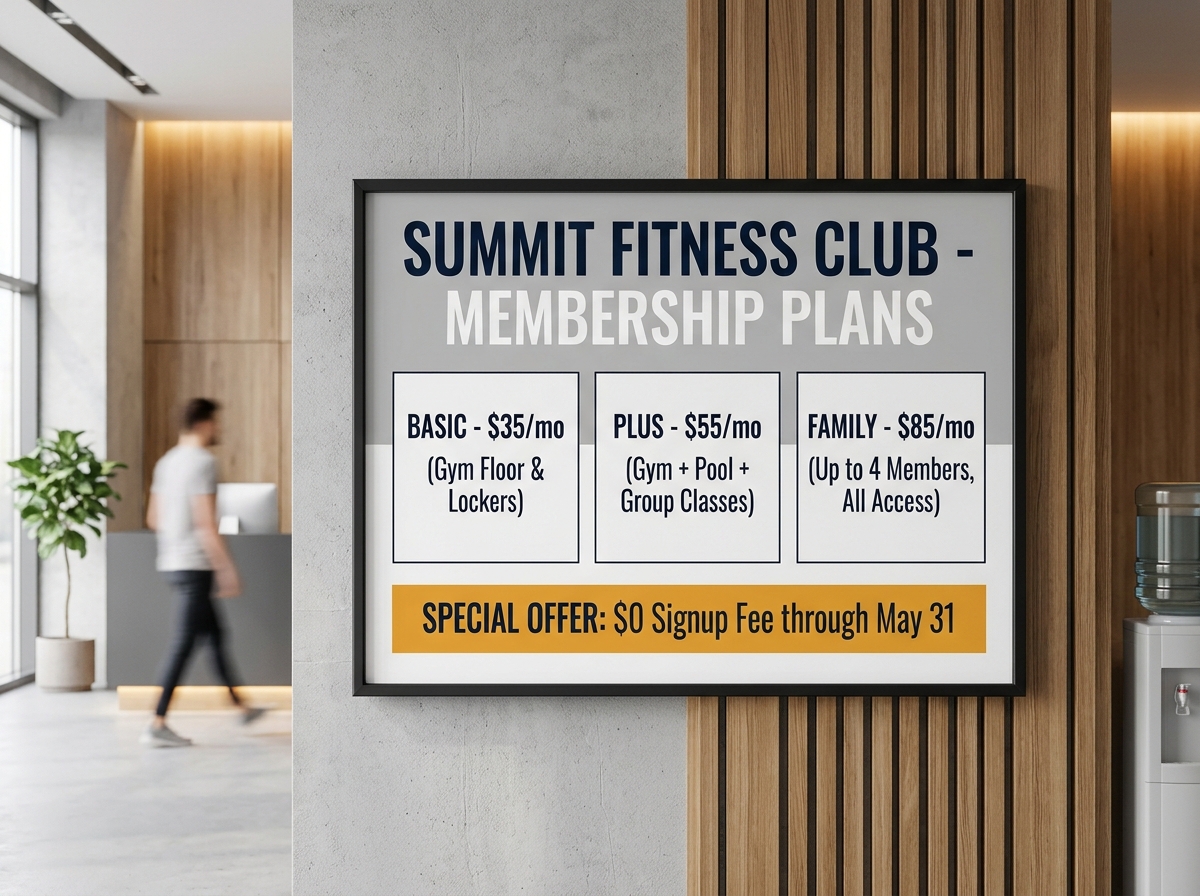 SUMMIT FITNESS CLUB -
MEMBERSHIP PLANS
BASIC - $35/mo
(Gym Floor &
Lockers)
PLUS - $55/mo
(Gym + Pool +
Group Classes)
FAMILY - $85/mo
(Up to 4 Members,
All Access)
SPECIAL OFFER: $0 Signup Fee through May 31